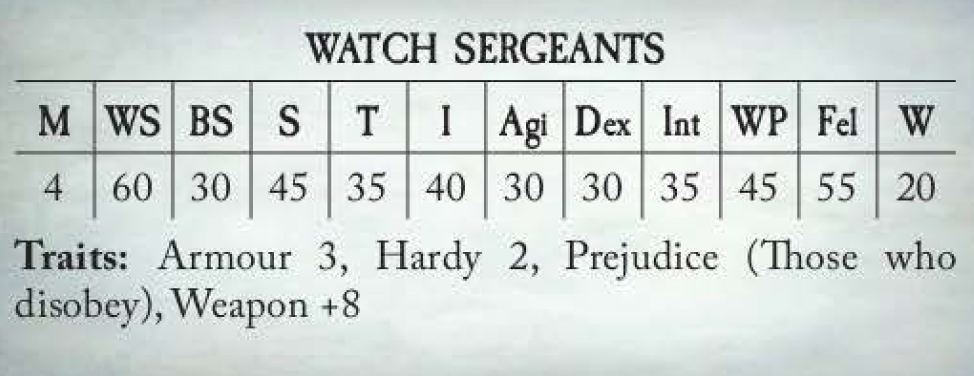 WATCH SERGEANTS
M WS BS S T I Agi Dex Int WP Fel W
4 60 30 45 35 40 30 30 35 45 55 20
Traits: Armour 3, Hardy 2, Prejudice (Those who
disobey), Weapon +8